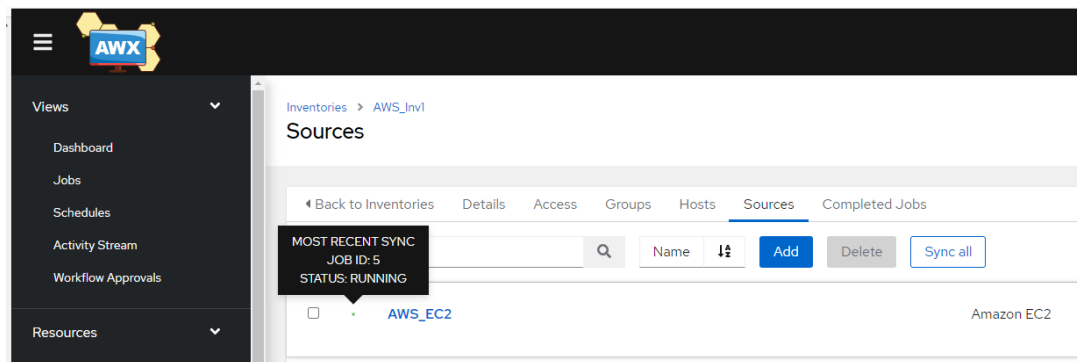 AWX
Views
Dashboard
Jobs
Schedules
Activity Stream
Workflow Approvals
Resources
Inventories > AWS_Inv1
Sources
Back to Inventories Details Access Groups Hosts Sources Completed Jobs
MOST RECENT SYNC
JOB ID: 5
STATUS: RUNNING
Name Add Delete Sync all
AWS_EC2 Amazon EC2